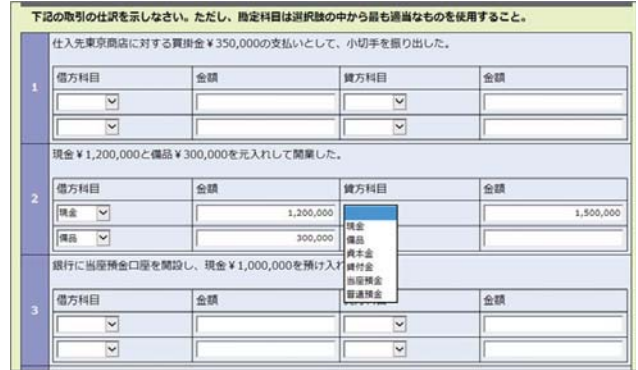 下記の取引の仕訳を示しなさい。ただし、勘定科目は選択肢の中から最も適当なものを使用すること。
1
仕入先東京商店に対する買掛金¥350,000の支払いとして、小切手を振り出した。
借方科目 金額 貸方科目 金額
2
現金¥1,200,000と備品¥300,000を元入れして開業した。
借方科目 金額 貸方科目 金額
現金 1,200,000 1,500,000
備品 300,000
現金
備品
資本金
貸付金
当座預金
普通預金
3
銀行に当座預金口座を開設し、現金¥1,000,000を預け入
借方科目 金額 金額